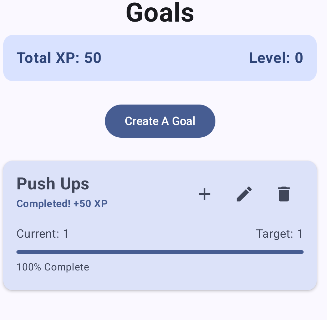 Goals
Total XP: 50 Level: 0
Create A Goal
Push Ups
Completed! +50 XP
Current: 1 Target: 1
100% Complete